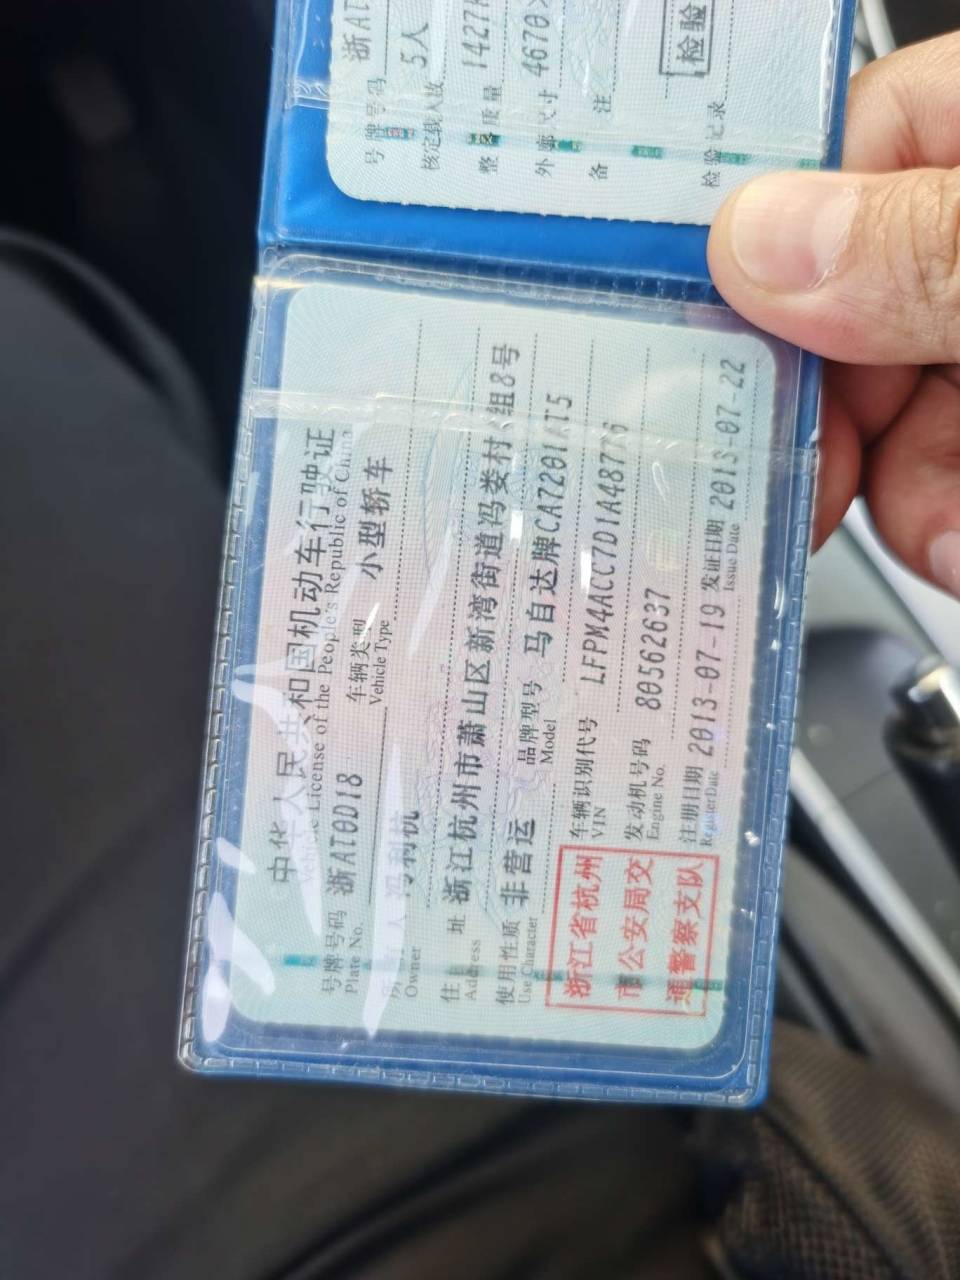 中华人民共和国机动车行驶证
Vehicle License of the People's Republic of China
号牌号码 浙AT0D18 车辆类型 小型轿车
Plate No. Vehicle Type
所 人 冯利杭
Owner
住 址 浙江杭州市萧山区新湾街道冯娄村 组8号
Address
使用性质 非营运 品牌型号 马自达牌CA7201AT5
Use Character Model
浙江省杭州
市公安局交
通警察支队
车辆识别代号 LFPM4ACC7D1A48776
VIN
发动机号码 80562637
Engine No.
注册日期 2013-07-19 发证日期 2013-07-22
Register Date Issue Date
号牌号码 浙AT
核定载人数 5人
整 质量 1427k
外廓尺寸 4670×
备 注
检验记录
检验